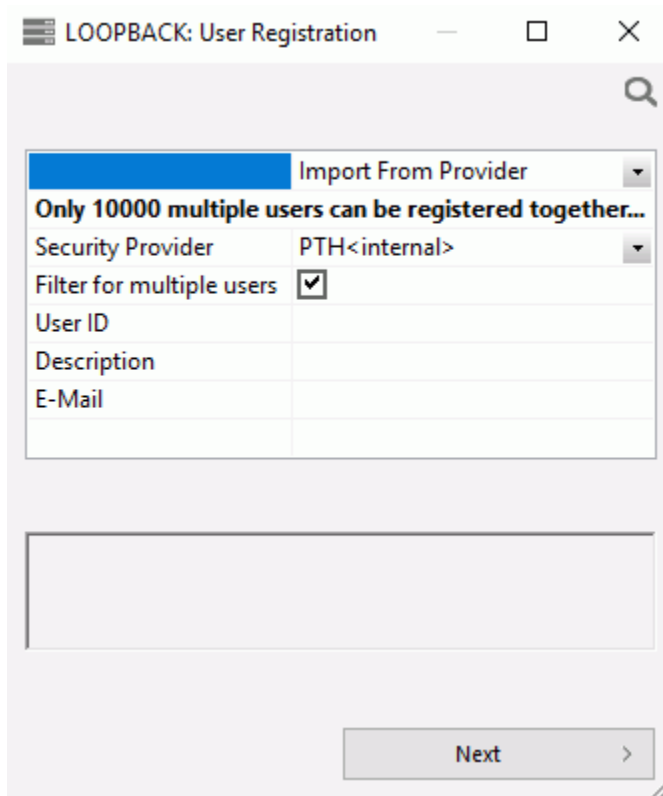 LOOPBACK: User Registration
Import From Provider
Only 10000 multiple users can be registered together...
Security Provider PTH<internal>
Filter for multiple users
User ID
Description
E-Mail
Next